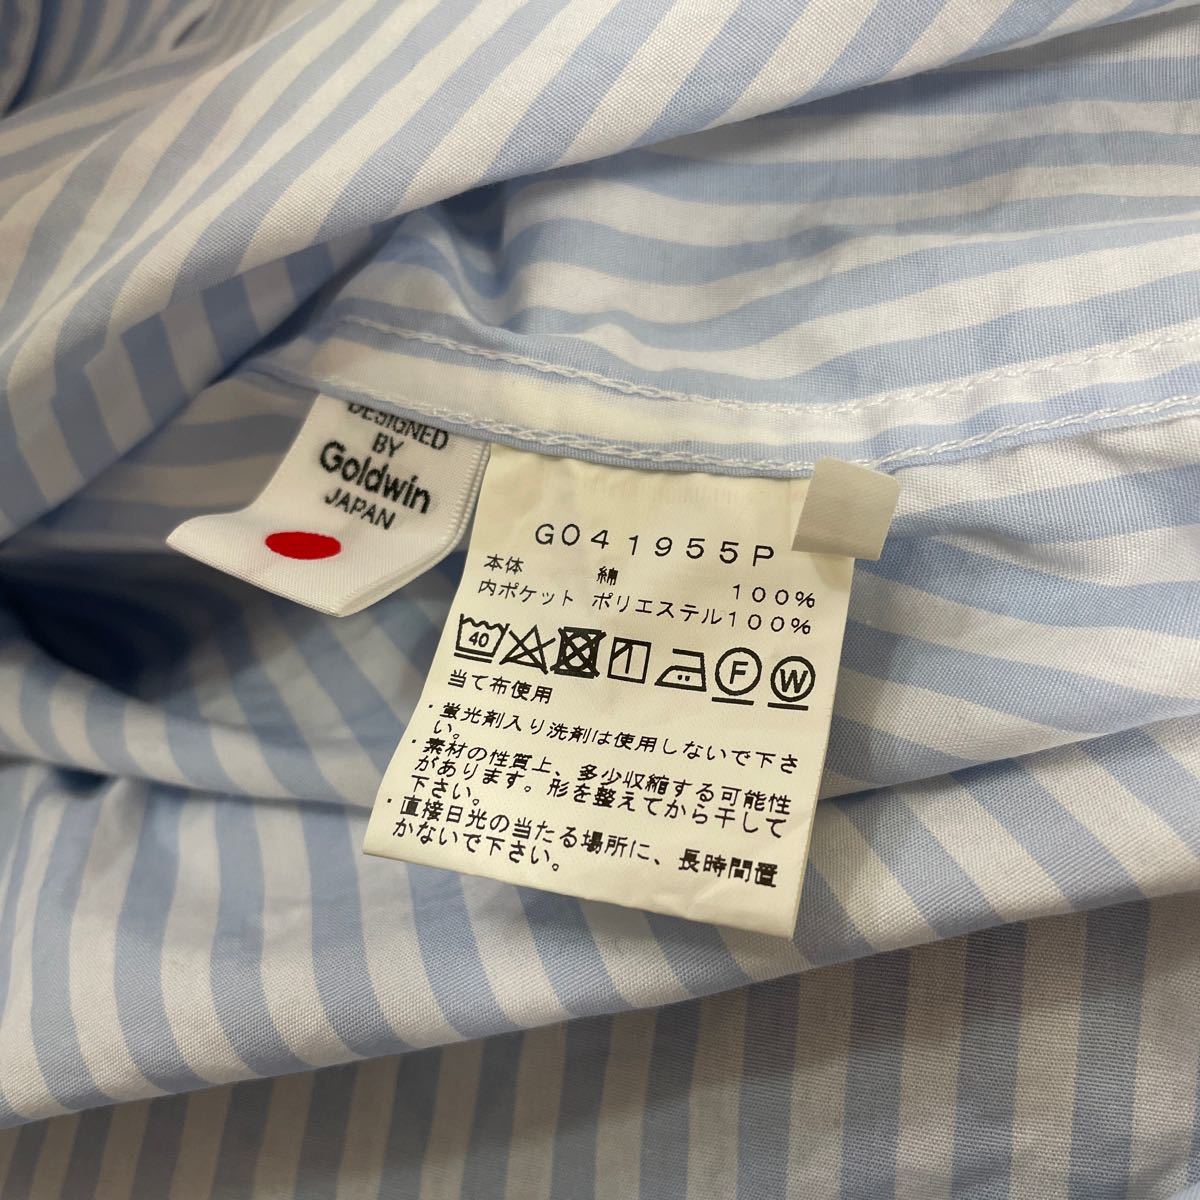 DESIGNED
BY
Goldwin
JAPAN
GO41955P
本体 綿 100%
内ポケット ポリエステル100%
40 F W
当て布使用
・蛍光剤入り洗剤は使用しないで下さ
い。
・素材の性質上、多少収縮する可能性
があります。形を整えてから干して
下さい。
・直接日光の当たる場所に、長時間置
かないで下さい。